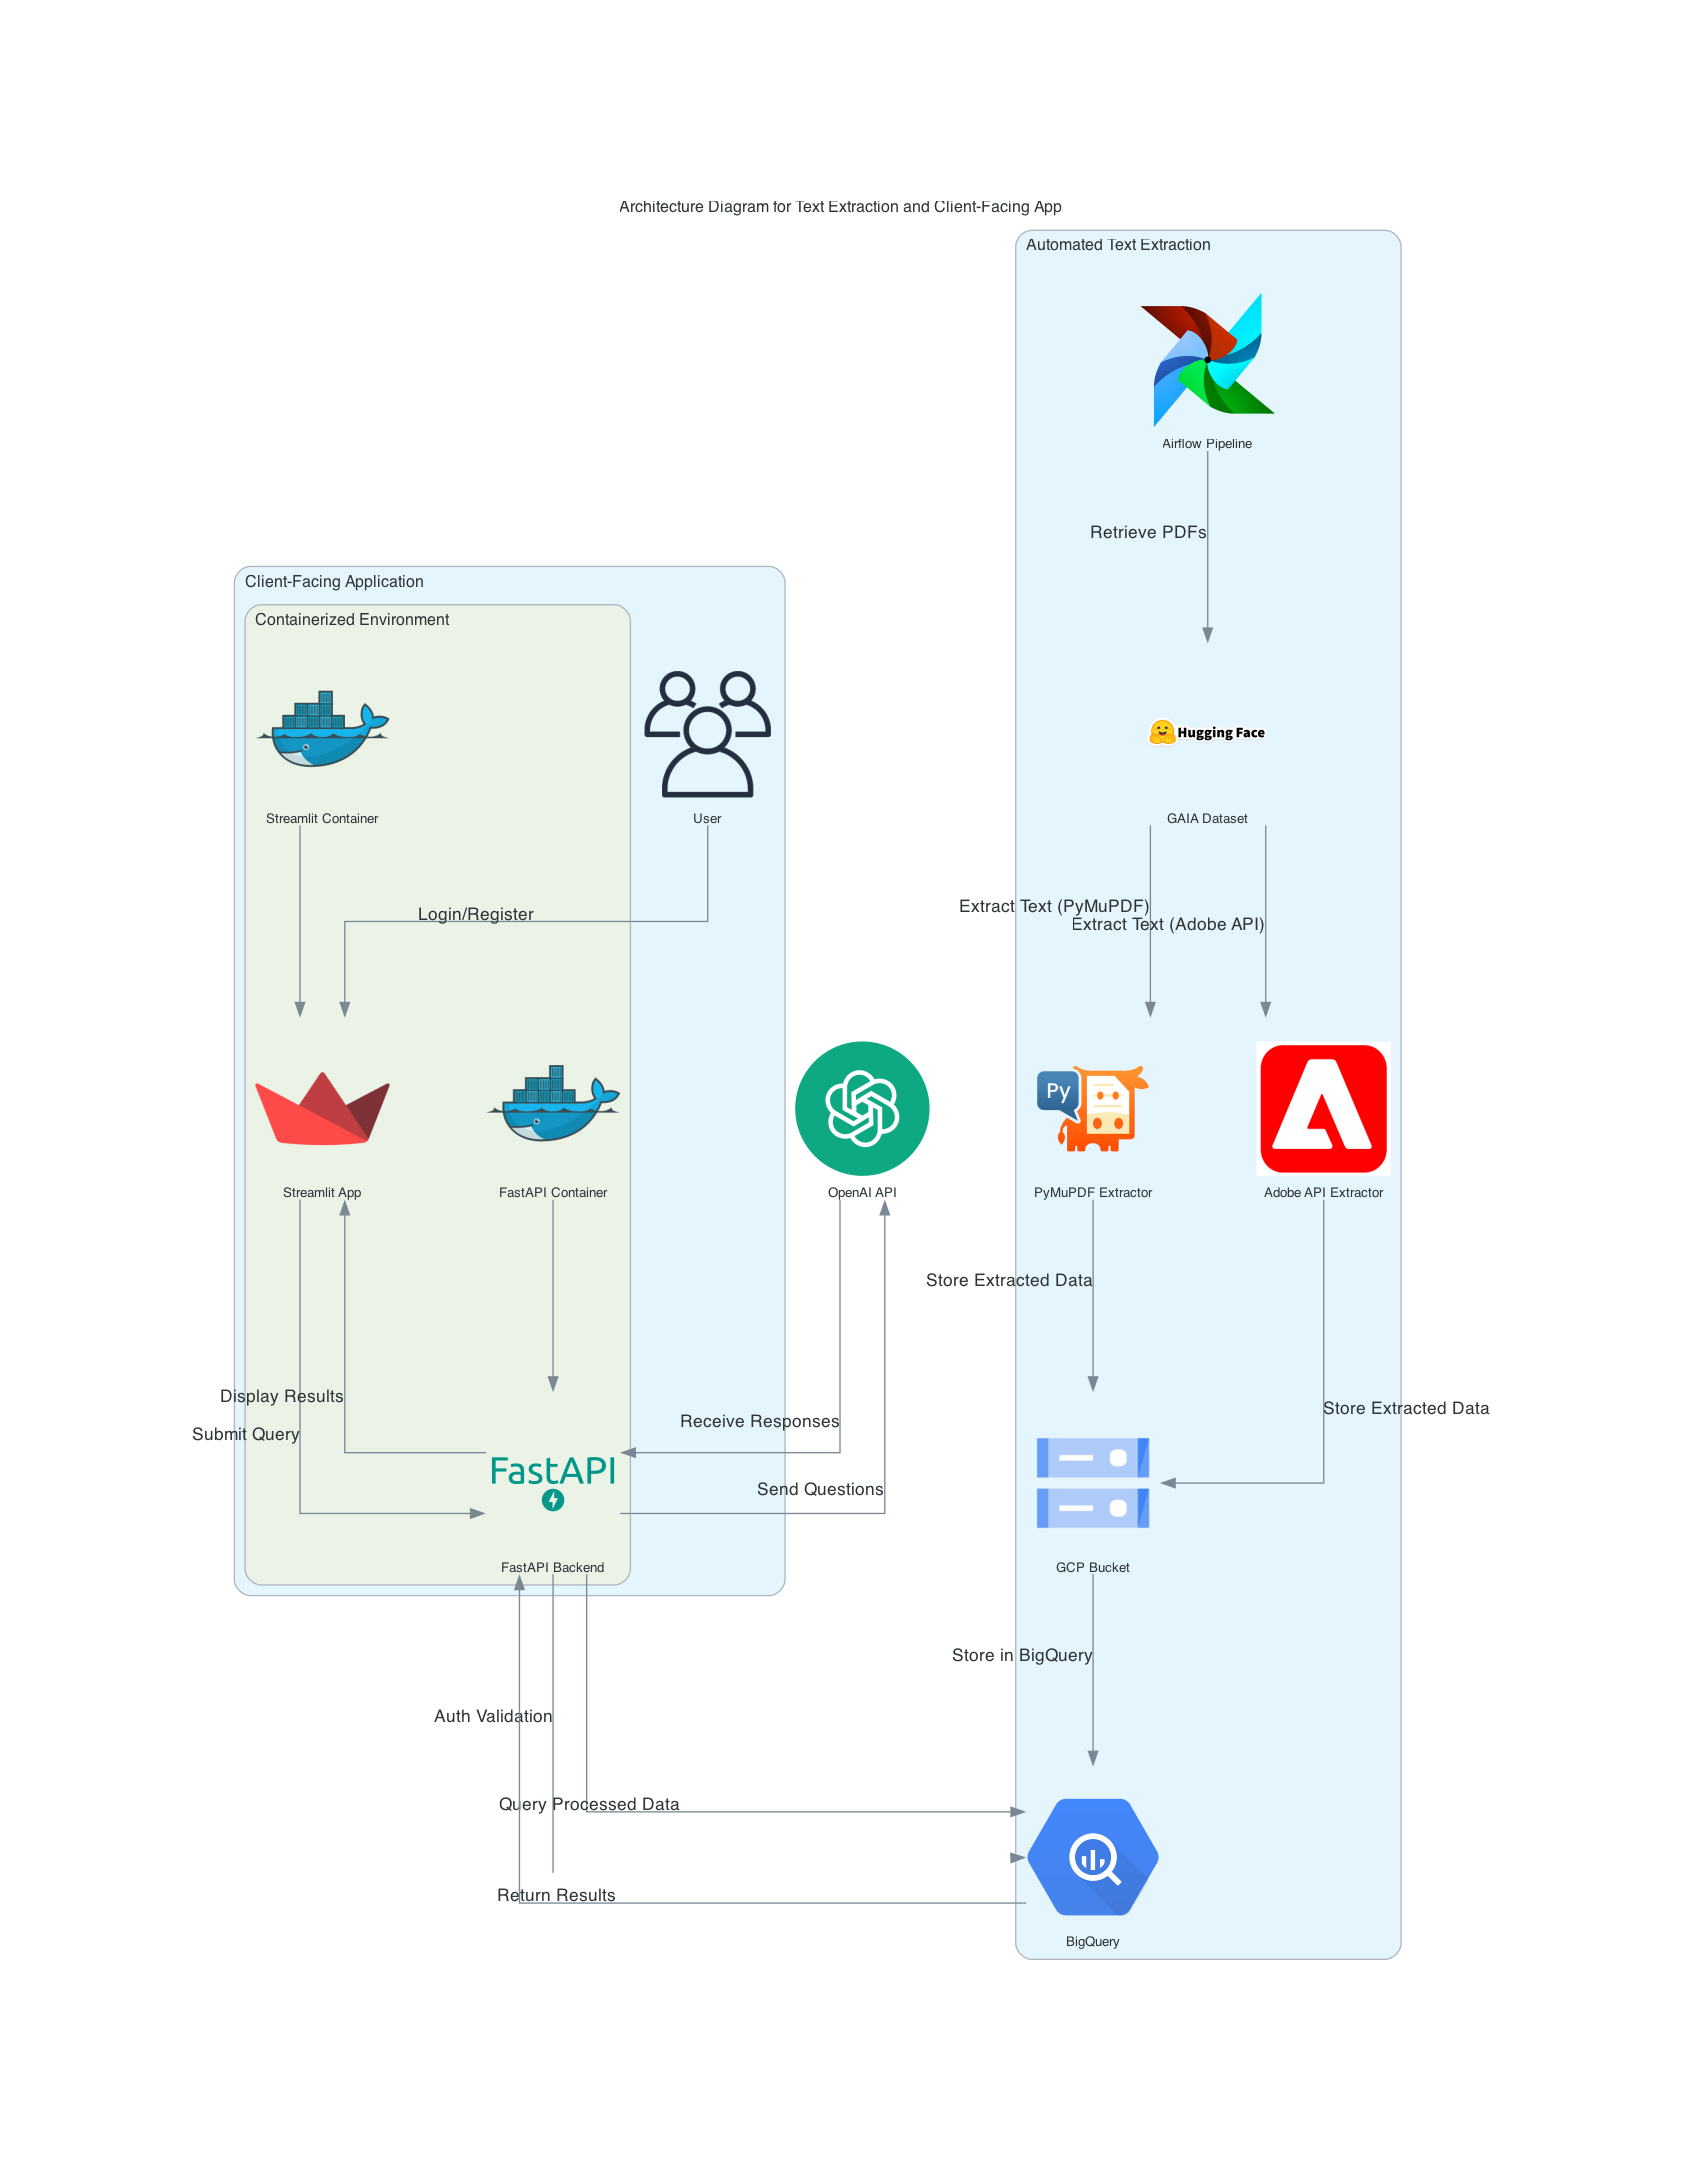 Architecture Diagram for Text Extraction and Client-Facing App
Automated Text Extraction
Airflow Pipeline
Retrieve PDFs
Client-Facing Application
Containerized Environment
Hugging Face
Streamlit Container
User
GAIA Dataset
Login/Register
Extract Text (PyMuPDF)
Extract Text (Adobe API)
Py
Streamlit App
FastAPI Container
OpenAI API
PyMuPDF Extractor
Adobe API Extractor
Store Extracted Data
Display Results
Store Extracted Data
Receive Responses
Submit Query
FastAPI
Send Questions
FastAPI Backend
GCP Bucket
Store in BigQuery
Auth Validation
Query Processed Data
Return Results
BigQuery